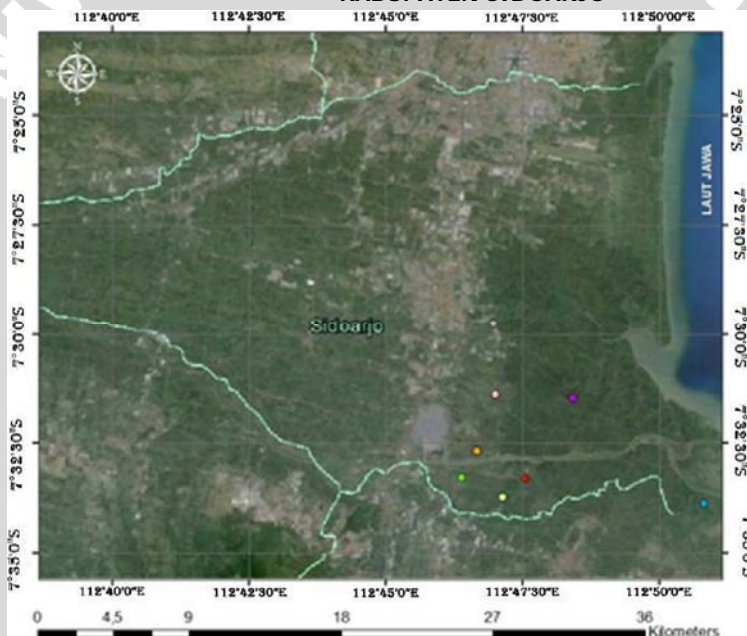 KABUPATEN SIDOARJO
112°40'0"E 112°42'30"E 112°45'0"E 112°47'30"E 112°50'0"E
N
W E
S
7°25'0"S 7°25'0"S
LAUT JAWA
7°27'30"S 7°27'30"S
Sidoarjo
7°30'0"S 7°30'0"S
7°32'30"S 7°32'30"S
7°35'0"S
112°40'0"E 112°42'30"E 112°45'0"E 112°47'30"E 112°50'0"E
0 4,5 9 18 27 36
Kilometers